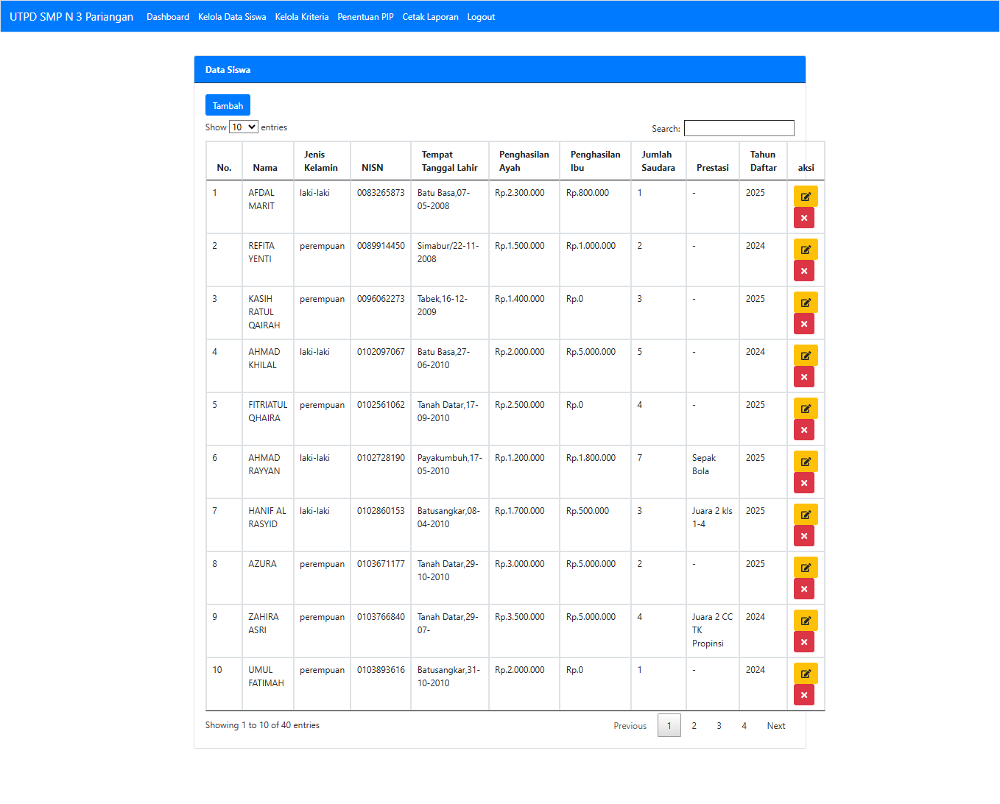 UTPD SMP N 3 Pariangan Dashboard Kelola Data Siswa Kelola Kriteria Penentuan PIP Cetak Laporan Logout
Data Siswa
Tambah
Show 10 entries Search:
No. Nama Jenis Kelamin NISN Tempat Tanggal Lahir Penghasilan Ayah Penghasilan Ibu Jumlah Saudara Prestasi Tahun Daftar aksi
1 AFDAL MARIT laki-laki 0083265873 Batu Basa,07-05-2008 Rp.2.300.000 Rp.800.000 1 - 2025
2 REFITA YENTI perempuan 0089914450 Simabur/22-11-2008 Rp.1.500.000 Rp.1.000.000 2 - 2024
3 KASIH RATUL QAIRAH perempuan 0096062273 Tabek,16-12-2009 Rp.1.400.000 Rp.0 3 - 2025
4 AHMAD KHILAL laki-laki 0102097067 Batu Basa,27-06-2010 Rp.2.000.000 Rp.5.000.000 5 - 2024
5 FITRIATUL QHAIRA perempuan 0102561062 Tanah Datar,17-09-2010 Rp.2.500.000 Rp.0 4 - 2025
6 AHMAD RAYYAN laki-laki 0102728190 Payakumbuh,17-05-2010 Rp.1.200.000 Rp.1.800.000 7 Sepak Bola 2025
7 HANIF AL RASYID laki-laki 0102860153 Batusangkar,08-04-2010 Rp.1.700.000 Rp.500.000 3 Juara 2 kls 1-4 2025
8 AZURA perempuan 0103671177 Tanah Datar,29-10-2010 Rp.3.000.000 Rp.5.000.000 2 - 2025
9 ZAHIRA ASRI perempuan 0103766840 Tanah Datar,29-07- Rp.3.500.000 Rp.5.000.000 4 Juara 2 CC TK Propinsi 2024
10 UMUL FATIMAH perempuan 0103893616 Batusangkar,31-10-2010 Rp.2.000.000 Rp.0 1 - 2024
Showing 1 to 10 of 40 entries Previous 1 2 3 4 Next